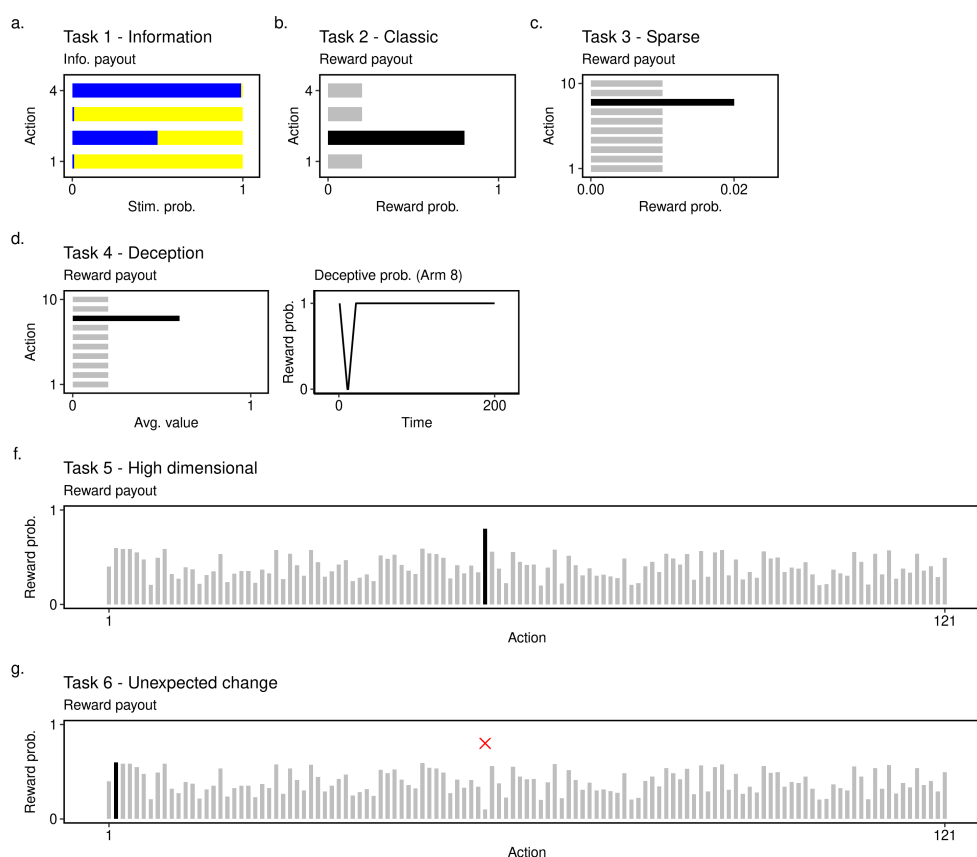 a.
Task 1 - Information
Info. payout
4
1
Action
0
1
Stim. prob.
b.
Task 2 - Classic
Reward payout
4
1
Action
0
1
Reward prob.
c.
Task 3 - Sparse
Reward payout
10
1
Action
0.00
0.02
Reward prob.
d.
Task 4 - Deception
Reward payout
10
1
Action
0
1
Avg. value
Deceptive prob. (Arm 8)
1
0
Reward prob.
0
200
Time
f.
Task 5 - High dimensional
Reward payout
1
0
Reward prob.
1
121
Action
g.
Task 6 - Unexpected change
Reward payout
1
0
Reward prob.
1
121
Action